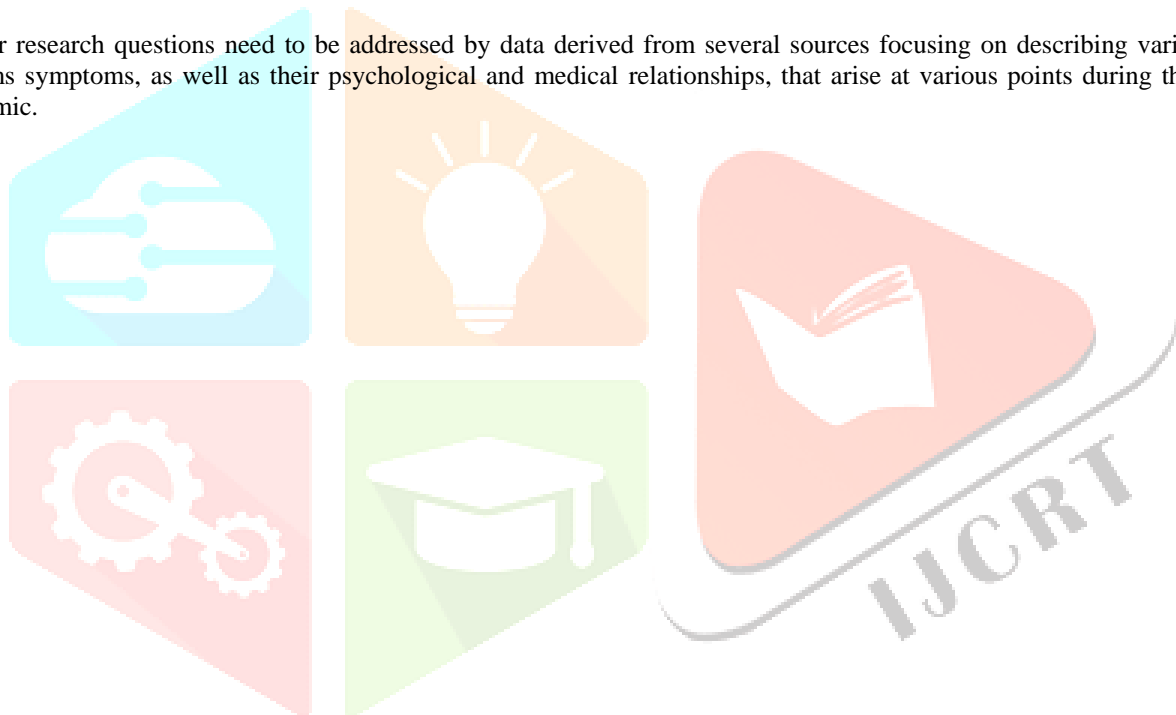 r research questions need to be addressed by data derived from several sources focusing on describing vari
ns symptoms, as well as their psychological and medical relationships, that arise at various points during th
mic.
IJCRT